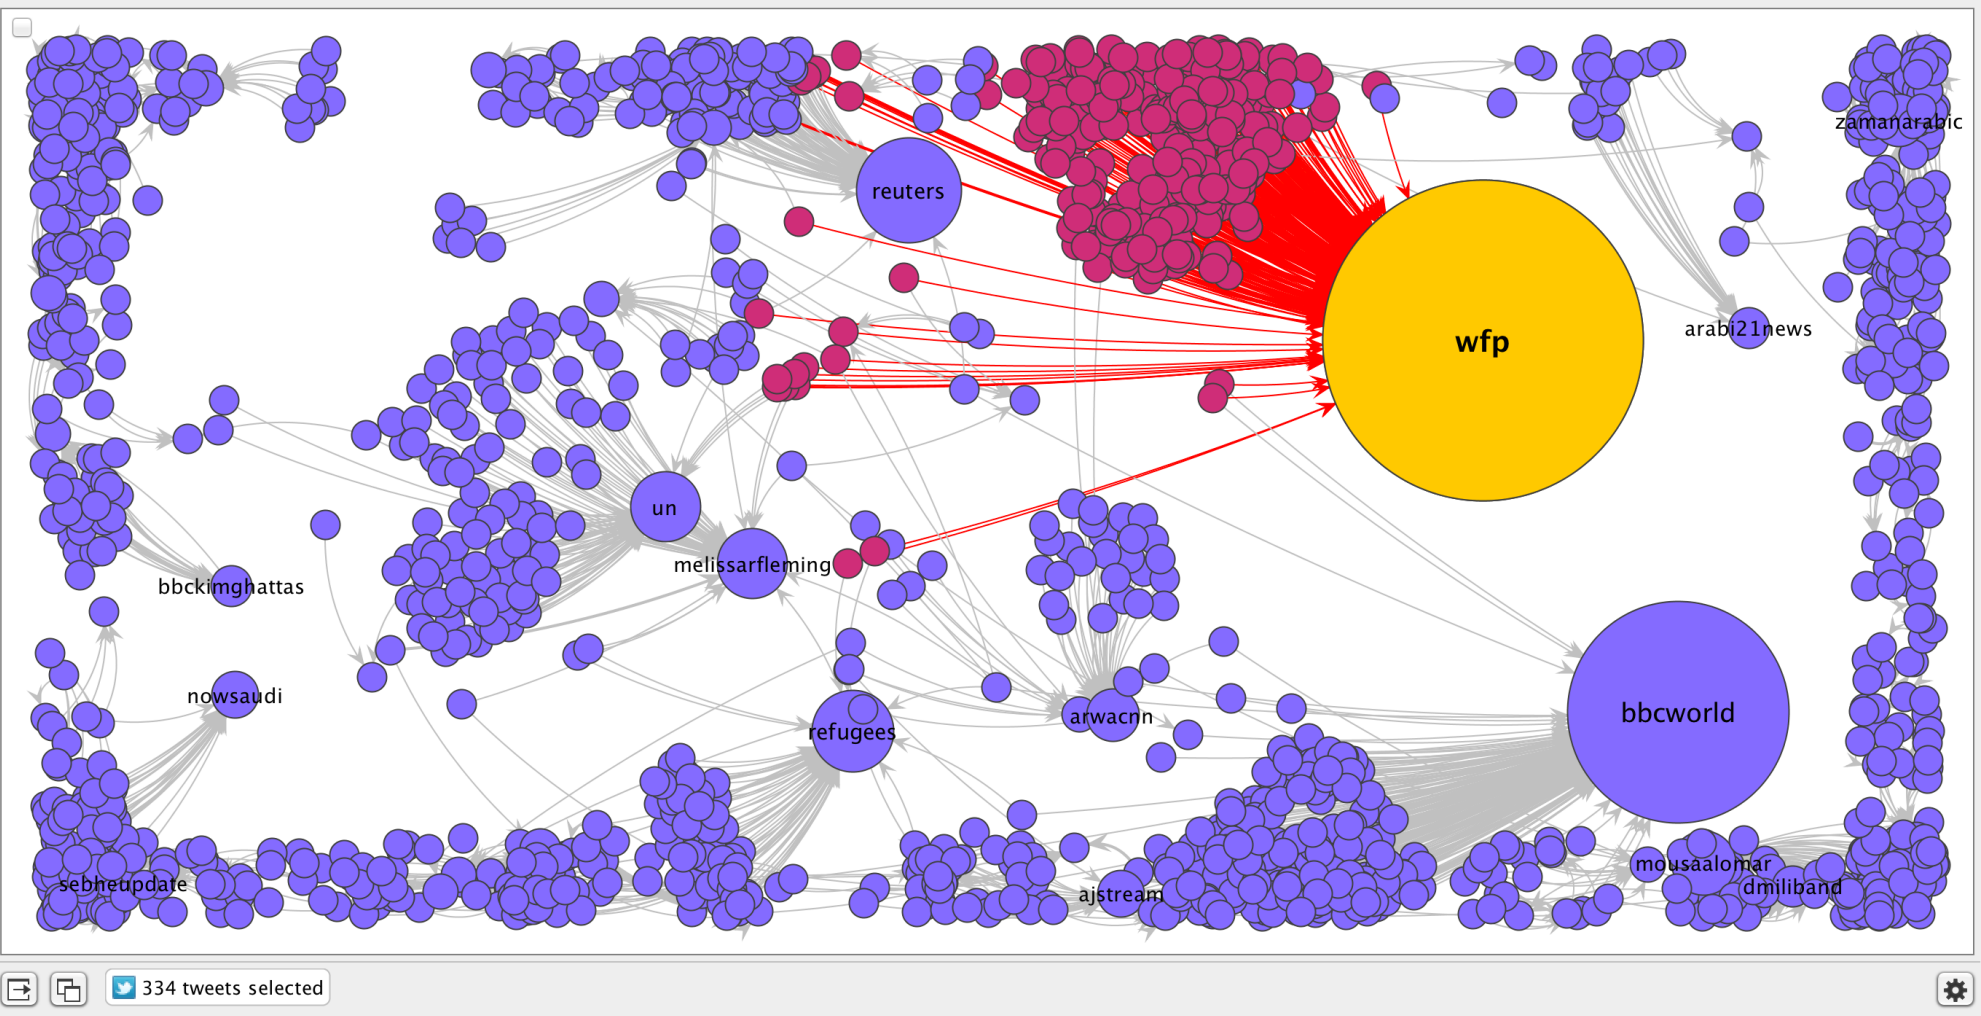 zamanarabic
reuters
arabi21news
wfp
un
melissarfleming
bbckimghattas
nowsaudi
arwacnn
bbcworld
refugees
mousaalomar
sebheupdate
dmiliband
ajstream
334 tweets selected